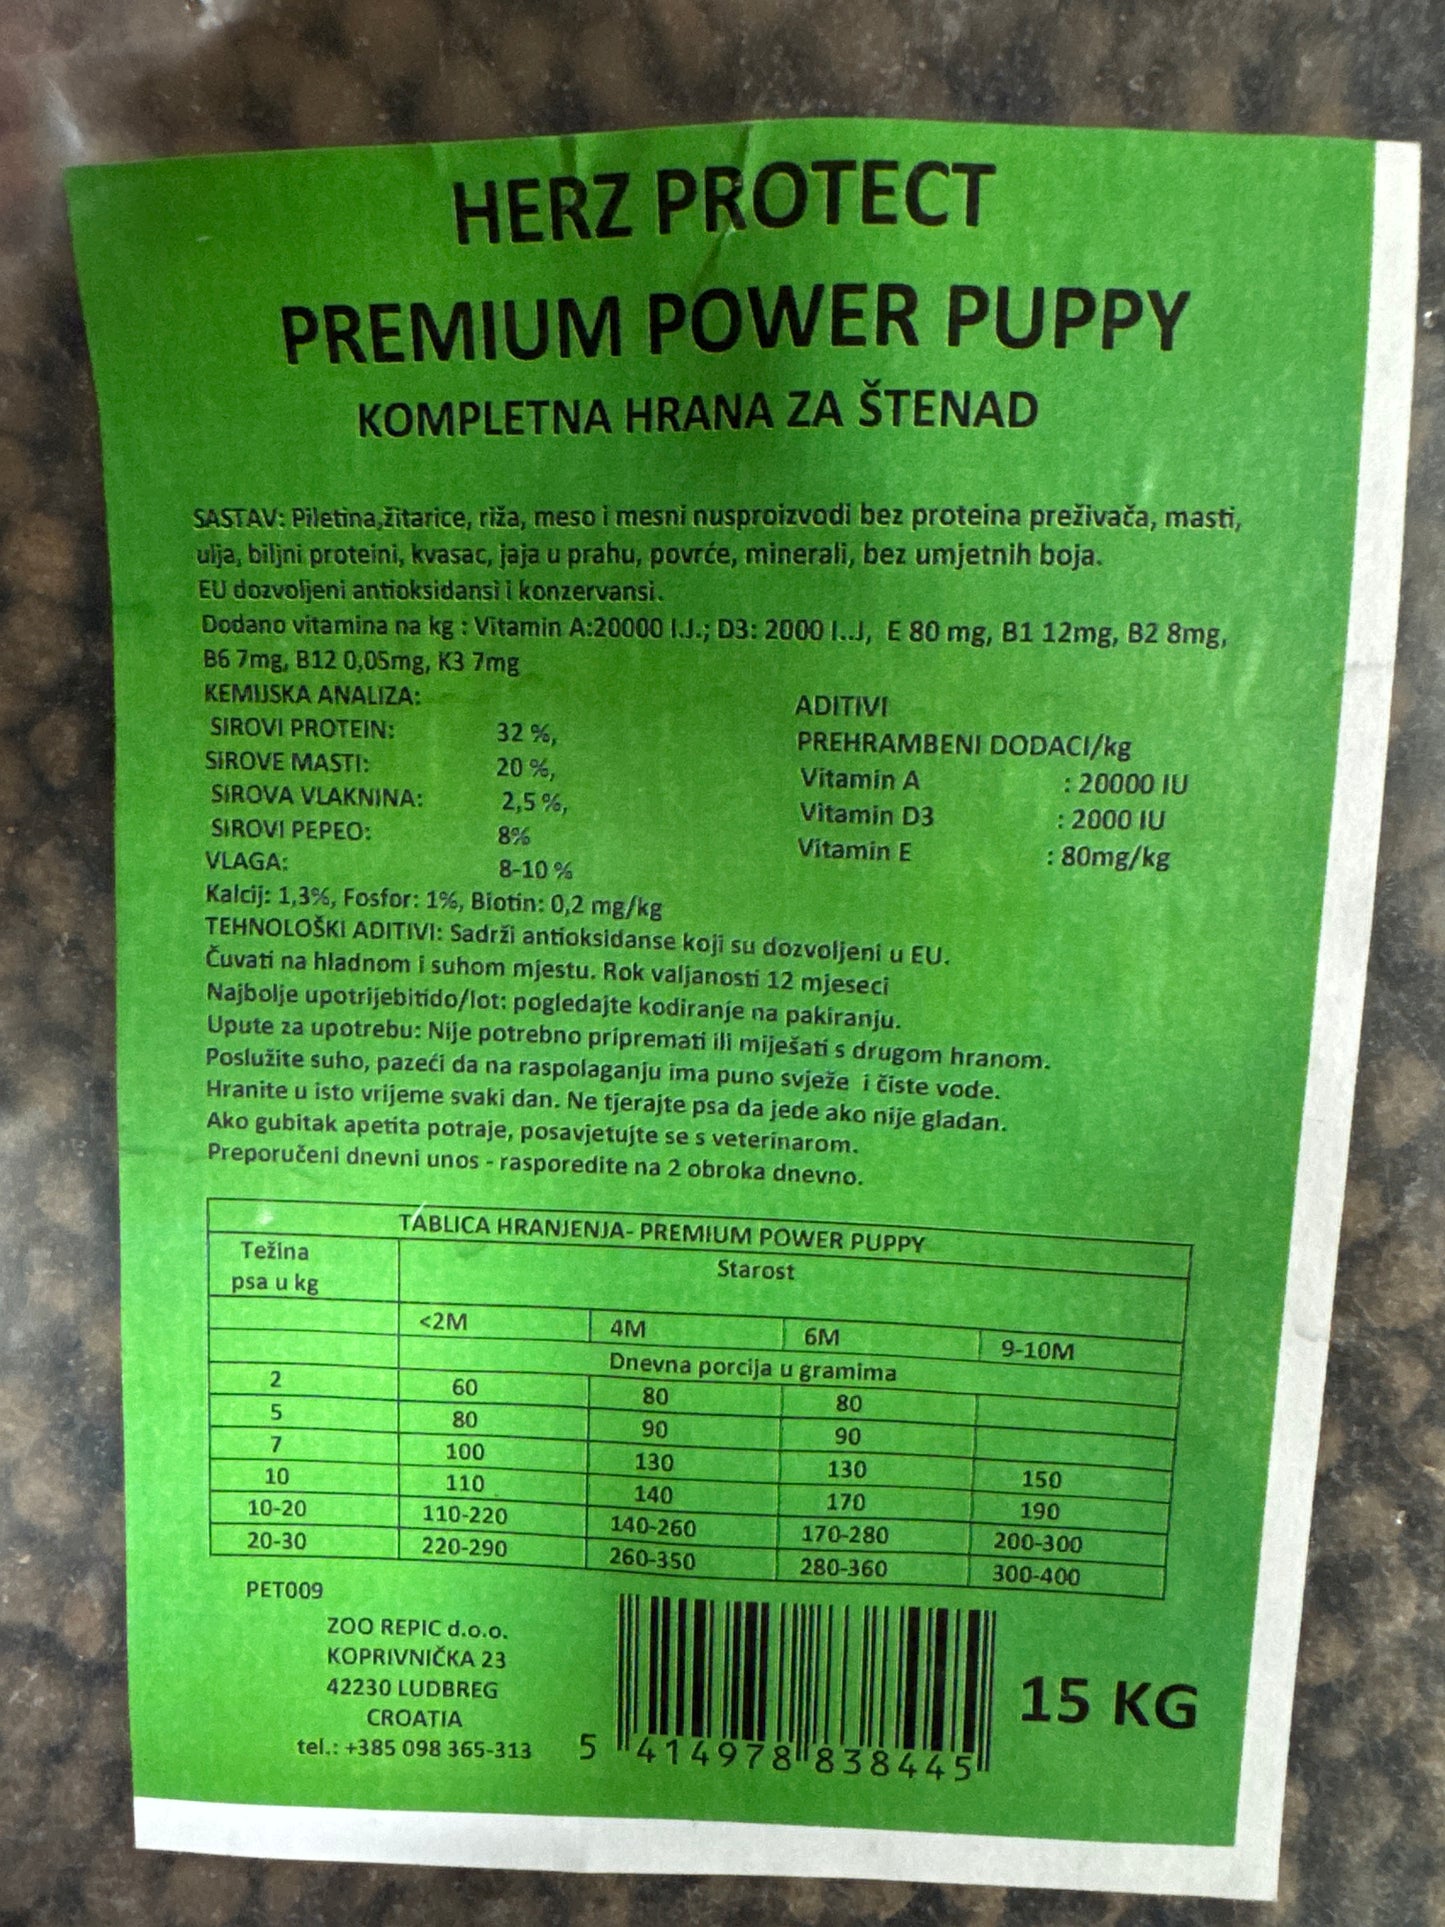 HERZ PROTECT
PREMIUM POWER PUPPY
KOMPLETNA HRANA ZA ŠTENAD
SASTAV: Piletina,žitarice, riža, meso i mesni nusproizvodi bez proteina preživača, masti,
ulja, biljni proteini, kvasac, jaja u prahu, povrće, minerali, bez umjetnih boja.
EU dozvoljeni antioksidansi i konzervansi.
Dodano vitamina na kg : Vitamin A:20000 I.J.; D3: 2000 I..J, E 80 mg, B1 12mg, B2 8mg,
B6 7mg, B12 0,05mg, K3 7mg
KEMIJSKA ANALIZA:
SIROVI PROTEIN: 32 %,
SIROVE MASTI: 20 %,
SIROVA VLAKNINA: 2,5 %,
SIROVI PEPEO: 8%
VLAGA: 8-10 %
ADITIVI
PREHRAMBENI DODACI/kg
Vitamin A : 20000 IU
Vitamin D3 : 2000 IU
Vitamin E : 80mg/kg
Kalcij: 1,3%, Fosfor: 1%, Biotin: 0,2 mg/kg
TEHNOLOŠKI ADITIVI: Sadrži antioksidanse koji su dozvoljeni u EU.
Čuvati na hladnom i suhom mjestu. Rok valjanosti 12 mjeseci
Najbolje upotrijebitido/lot: pogledajte kodiranje na pakiranju.
Upute za upotrebu: Nije potrebno pripremati ili miješati s drugom hranom.
Poslužite suho, pazeći da na raspolaganju ima puno svježe i čiste vode.
Hranite u isto vrijeme svaki dan. Ne tjerajte psa da jede ako nije gladan.
Ako gubitak apetita potraje, posavjetujte se s veterinarom.
Preporučeni dnevni unos - rasporedite na 2 obroka dnevno.
TABLICA HRANJENJA- PREMIUM POWER PUPPY
Težina
psa u kg
Starost
<2M 4M 6M 9-10M
Dnevna porcija u gramima
2 60 80 80
5 80 90 90
7 100 130 130 150
10 110 140 170 190
10-20 110-220 140-260 170-280 200-300
20-30 220-290 260-350 280-360 300-400
PET009
ZOO REPIC d.o.o.
KOPRIVNIČKA 23
42230 LUDBREG
CROATIA
tel.: +385 098 365-313
5 414978 838445
15 KG